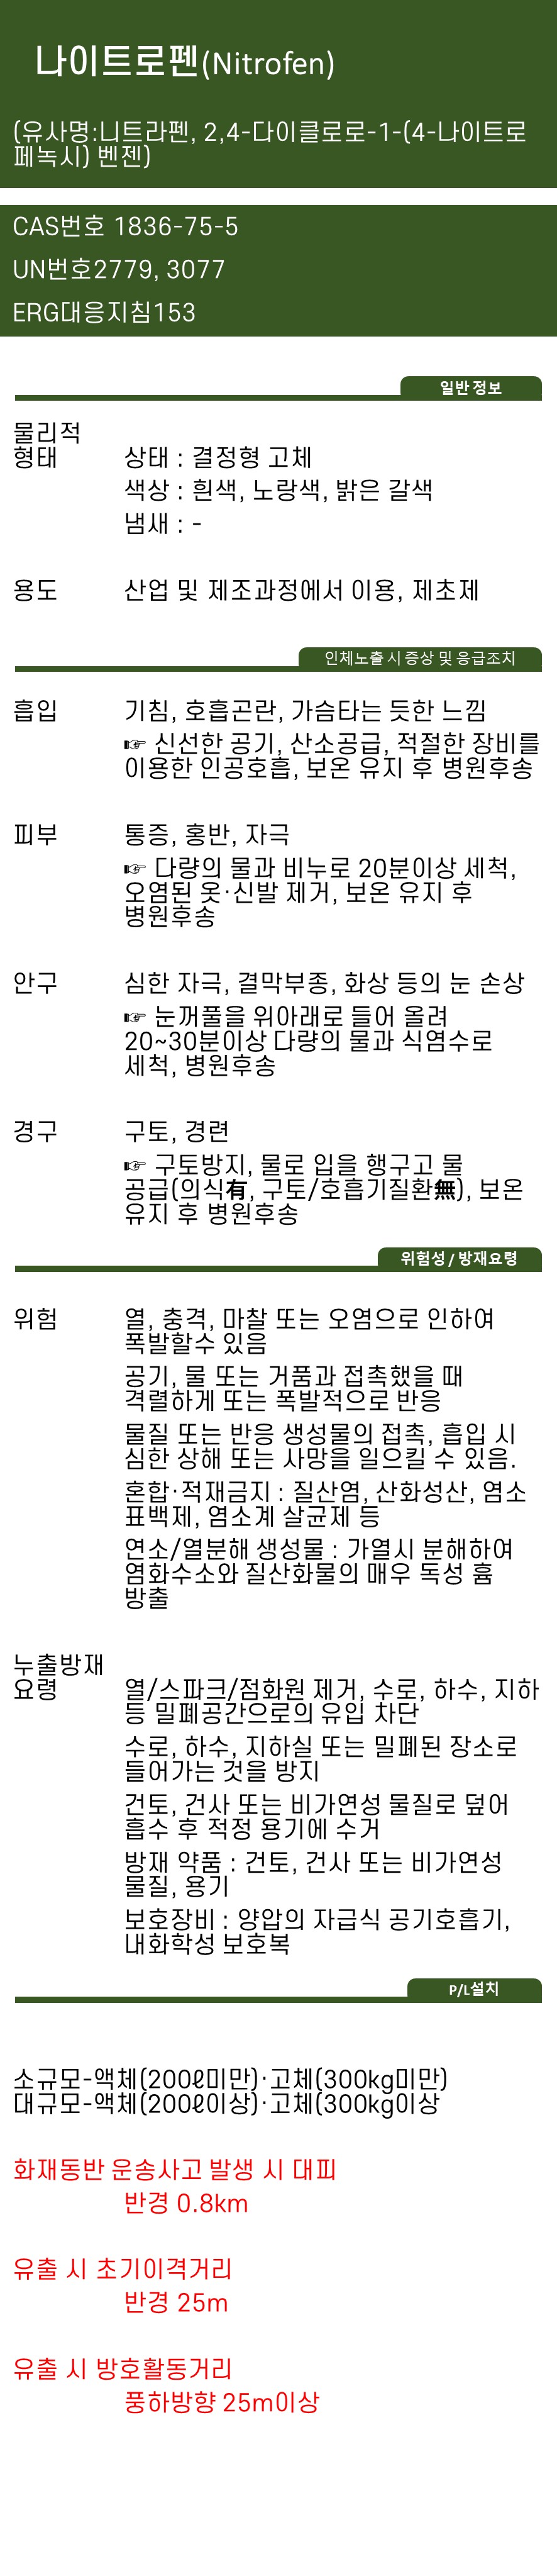 나이트로펜(Nitrofen)
(유사명:니트라펜, 2,4-다이클로로-1-(4-나이트로
페녹시) 벤젠)
CAS번호 1836-75-5
UN번호2779, 3077
ERG대응지침153
일반 정보
물리적
형태 상태 : 결정형 고체
색상 : 흰색, 노랑색, 밝은 갈색
냄새 : -
용도 산업 및 제조과정에서 이용, 제초제
인체노출 시 증상 및 응급조치
흡입 기침, 호흡곤란, 가슴타는 듯한 느낌
☞ 신선한 공기, 산소공급, 적절한 장비를
이용한 인공호흡, 보온 유지 후 병원후송
피부 통증, 홍반, 자극
☞ 다량의 물과 비누로 20분이상 세척,
오염된 옷·신발 제거, 보온 유지 후
병원후송
안구 심한 자극, 결막부종, 화상 등의 눈 손상
☞ 눈꺼풀을 위아래로 들어 올려
20~30분이상 다량의 물과 식염수로
세척, 병원후송
경구 구토, 경련
☞ 구토방지, 물로 입을 행구고 물
공급(의식有, 구토/호흡기질환無), 보온
유지 후 병원후송
위험성 / 방재요령
위험 열, 충격, 마찰 또는 오염으로 인하여
폭발할수 있음
공기, 물 또는 거품과 접촉했을 때
격렬하게 또는 폭발적으로 반응
물질 또는 반응 생성물의 접촉, 흡입 시
심한 상해 또는 사망을 일으킬 수 있음.
혼합·적재금지 : 질산염, 산화성산, 염소
표백제, 염소계 살균제 등
연소/열분해 생성물 : 가열시 분해하여
염화수소와 질산화물의 매우 독성 흄
방출
누출방재
요령 열/스파크/점화원 제거, 수로, 하수, 지하
등 밀폐공간으로의 유입 차단
수로, 하수, 지하실 또는 밀폐된 장소로
들어가는 것을 방지
건토, 건사 또는 비가연성 물질로 덮어
흡수 후 적정 용기에 수거
방재 약품 : 건토, 건사 또는 비가연성
물질, 용기
보호장비 : 양압의 자급식 공기호흡기,
내화학성 보호복
P/L설치
소규모-액체(200ℓ미만)·고체(300kg미만)
대규모-액체(200ℓ이상)·고체(300kg이상
화재동반 운송사고 발생 시 대피
반경 0.8km
유출 시 초기이격거리
반경 25m
유출 시 방호활동거리
풍하방향 25m이상